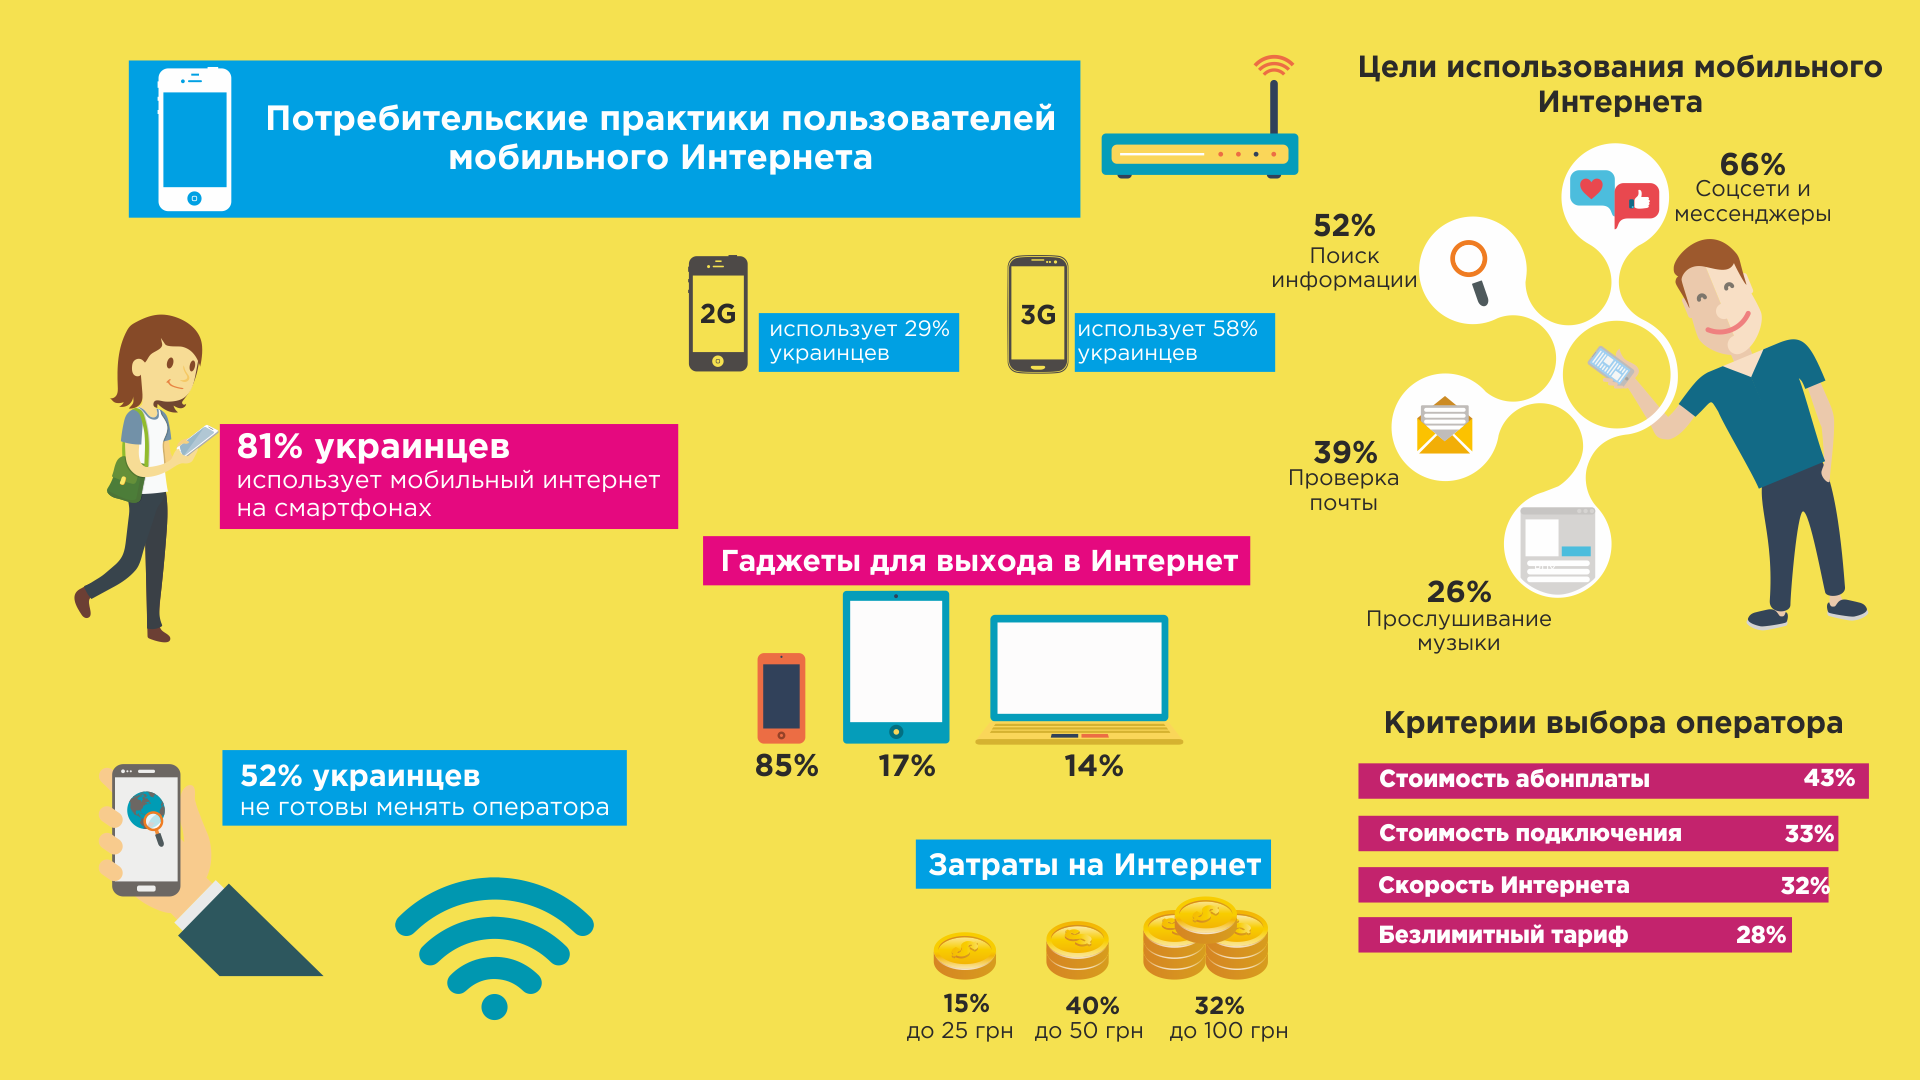 Потребительские практики пользователей
мобильного Интернета
2G
использует 29%
украинцев
3G
использует 58%
украинцев
81% украинцев
использует мобильный интернет
на смартфонах
Гаджеты для выхода в Интернет
85%
17%
14%
52% украинцев
не готовы менять оператора
Затраты на Интернет
15%
до 25 грн
40%
до 50 грн
32%
до 100 грн
Цели использования мобильного
Интернета
66%
Соцсети и
мессенджеры
52%
Поиск
информации
39%
Проверка
почты
26%
Прослушивание
музыки
Критерии выбора оператора
Стоимость абонплаты 43%
Стоимость подключения 33%
Скорость Интернета 32%
Безлимитный тариф 28%